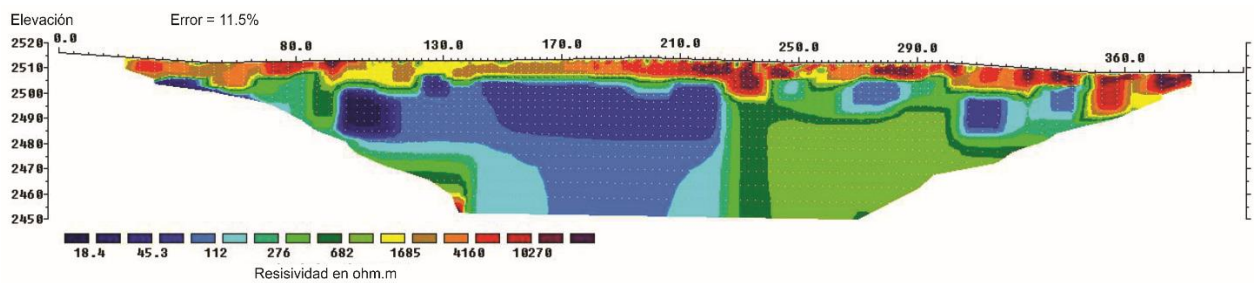 Elevación Error = 11.5%
0.0 80.0 130.0 170.0 210.0 250.0 290.0 360.0
2520
2510
2500
2490
2480
2470
2460
2450
18.4 45.3 112 276 682 1685 4160 10270
Resisividad en ohm.m